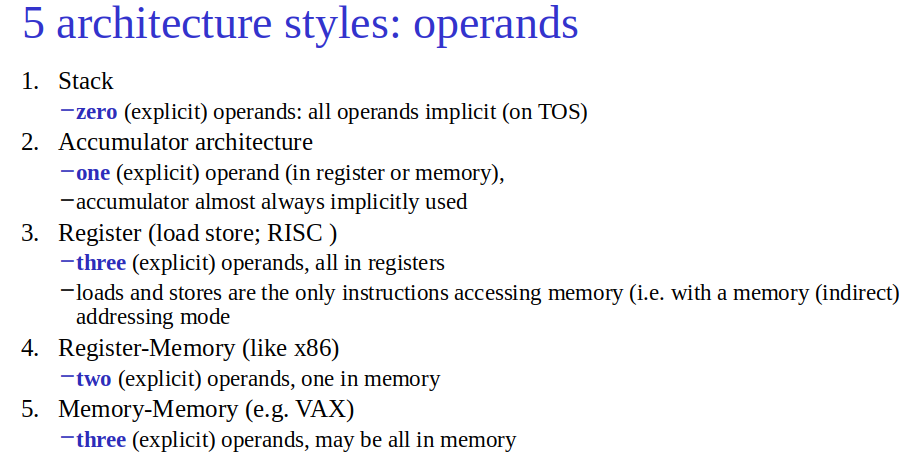 5 architecture styles: operands
1. Stack
–zero (explicit) operands: all operands implicit (on TOS)
2. Accumulator architecture
–one (explicit) operand (in register or memory),
–accumulator almost always implicitly used
3. Register (load store; RISC )
–three (explicit) operands, all in registers
–loads and stores are the only instructions accessing memory (i.e. with a memory (indirect)
addressing mode
4. Register-Memory (like x86)
–two (explicit) operands, one in memory
5. Memory-Memory (e.g. VAX)
–three (explicit) operands, may be all in memory